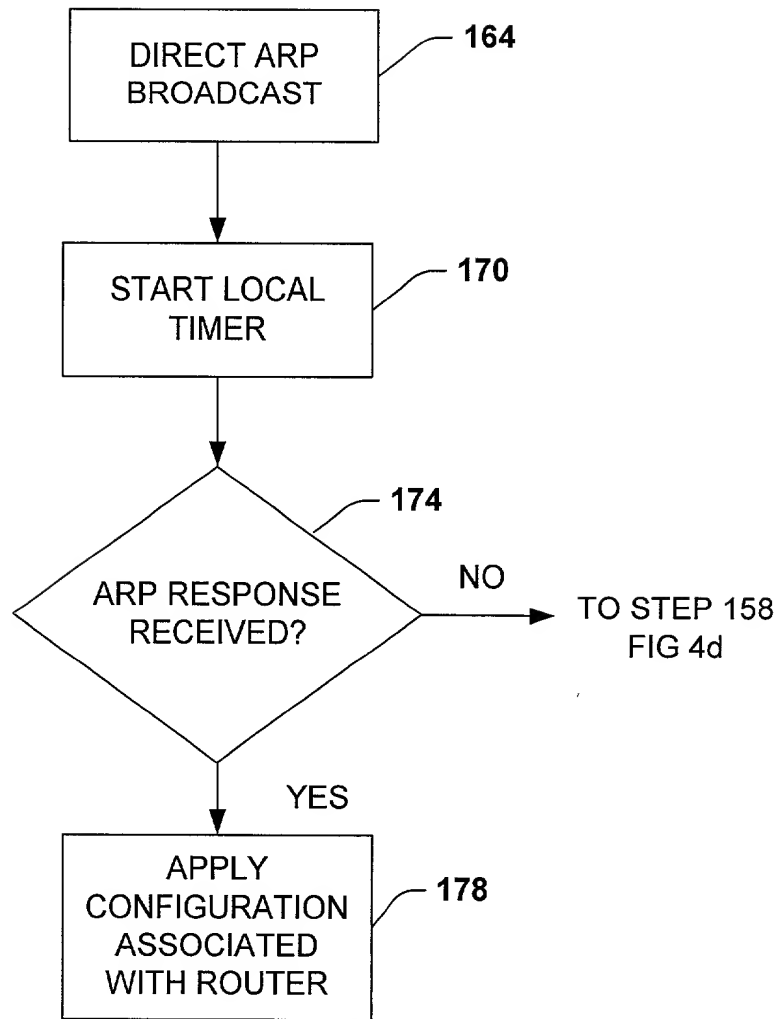 DIRECT ARP
BROADCAST
164
START LOCAL
TIMER
170
174
ARP RESPONSE
RECEIVED?
NO
TO STEP 158
FIG 4d
YES
APPLY
CONFIGURATION
ASSOCIATED
WITH ROUTER
178